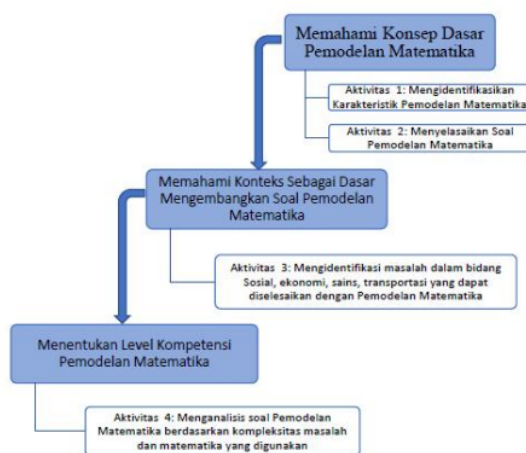 Memahami Konsep Dasar
Pemodelan Matematika
Aktivitas 1: Mengidentifikasikan
Karakteristik Pemodelan Matematika
Aktivitas 2: Menyelasaikan Soal
Pemodelan Matematika
Memahami Konteks Sebagai Dasar
Mengembangkan Soal Pemodelan
Matematika
Aktivitas 3: Mengidentifikasi masalah dalam bidang
Sosial, ekonomi, sains, transportasi yang dapat
diselesaikan dengan Pemodelan Matematika
Menentukan Level Kompetensi
Pemodelan Matematika
Aktivitas 4: Menganalisis soal Pemodelan
Matematika berdasarkan kompleksitas masalah
dan matematika yang digunakan